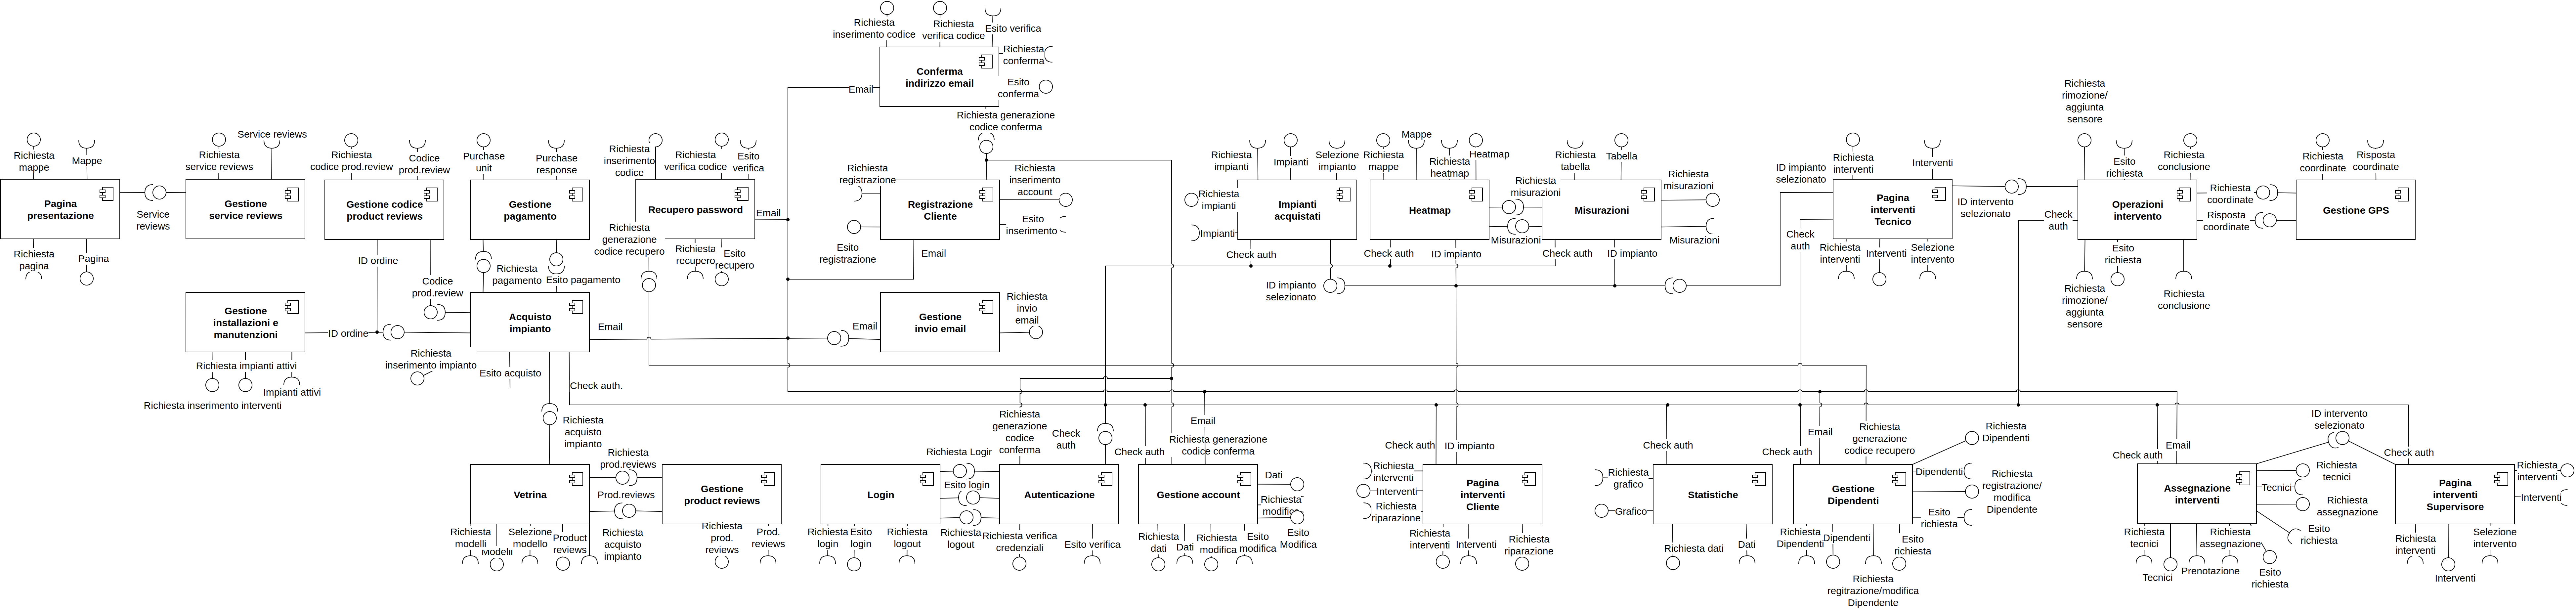 Richiesta
inserimento codice
Richiesta
verifica codice
Esito verifica
Richiesta
conferma
Conferma
indirizzo email
Email
Esito
conferma
Richiesta generazione
codice conferma
Richiesta
mappe
Mappe
Pagina
presentazione
Richiesta
pagina
Pagina
Service
reviews
Richiesta
service reviews
Service reviews
Gestione
service reviews
Richiesta
codice prod.review
Codice
prod.review
Gestione codice
product reviews
ID ordine
Codice
prod.review
Purchase
unit
Purchase
response
Gestione
pagamento
Richiesta
pagamento
Esito pagamento
Richiesta
inserimento
codice
Richiesta
verifica codice
Esito
verifica
Recupero password
Email
Richiesta
generazione
codice recupero
Richiesta
recupero
Esito
recupero
Richiesta
registrazione
Richiesta
inserimento
account
Registrazione
Cliente
Esito
inserimento
Esito
registrazione
Email
Gestione
installazioni e
manutenzioni
ID ordine
Richiesta impianti attivi
Impianti attivi
Richiesta inserimento interventi
Acquisto
impianto
Email
Richiesta
inserimento impianto
Esito acquisto
Check auth.
Richiesta
acquisto
impianto
Email
Gestione
invio email
Richiesta
invio
email
Richiesta
impianti
Impianti
Selezione
impianto
Richiesta
impianti
Impianti
Impianti
acquistati
Check auth
ID impianto
selezionato
Richiesta
mappe
Mappe
Richiesta
heatmap
Heatmap
Heatmap
Check auth
ID impianto
Richiesta
misurazioni
Misurazioni
Richiesta
tabella
Tabella
Misurazioni
Richiesta
misurazioni
Misurazioni
Check auth
ID impianto
ID impianto
selezionato
Richiesta
interventi
Interventi
Pagina
interventi
Tecnico
Check
auth
Richiesta
interventi
Interventi
Selezione
intervento
ID intervento
selezionato
Richiesta
rimozione/
aggiunta
sensore
Esito
richiesta
Richiesta
conclusione
Operazioni
intervento
Check
auth
Richiesta
rimozione/
aggiunta
sensore
Esito
richiesta
Richiesta
conclusione
Richiesta
coordinate
Risposta
coordinate
Richiesta
coordinate
Risposta
coordinate
Gestione GPS
Vetrina
Richiesta
modelli
Modelli
Selezione
modello
Product
reviews
Richiesta
acquisto
impianto
Richiesta
prod.reviews
Prod.reviews
Gestione
product reviews
Richiesta
prod.
reviews
Prod.
reviews
Login
Richiesta
login
Esito
login
Richiesta
logout
Richiesta Login
Esito login
Richiesta
logout
Richiesta
generazione
codice
conferma
Check
auth
Autenticazione
Richiesta verifica
credenziali
Esito verifica
Check auth
Email
Richiesta generazione
codice conferma
Gestione account
Dati
Richiesta
modifica
Esito
Modifica
Richiesta
dati
Dati
Richiesta
modifica
Esito
modifica
Check auth
ID impianto
Richiesta
interventi
Interventi
Richiesta
riparazione
Pagina
interventi
Cliente
Richiesta
interventi
Interventi
Richiesta
riparazione
Check auth
Richiesta
grafico
Grafico
Statistiche
Richiesta dati
Dati
Check auth
Email
Richiesta
generazione
codice recupero
Gestione
Dipendenti
Richiesta
Dipendenti
Dipendenti
Richiesta
registrazione/
modifica
Dipendente
Esito
richiesta
Richiesta
Dipendenti
Dipendenti
Richiesta
regitrazione/modifica
Dipendente
Esito
richiesta
Check auth
Email
Assegnazione
interventi
ID intervento
selezionato
Richiesta
tecnici
Tecnici
Richiesta
assegnazione
Esito
richiesta
Richiesta
tecnici
Tecnici
Prenotazione
Richiesta
assegnazione
Esito
richiesta
Check auth
Pagina
interventi
Supervisore
Richiesta
interventi
Interventi
Richiesta
interventi
Interventi
Selezione
intervento